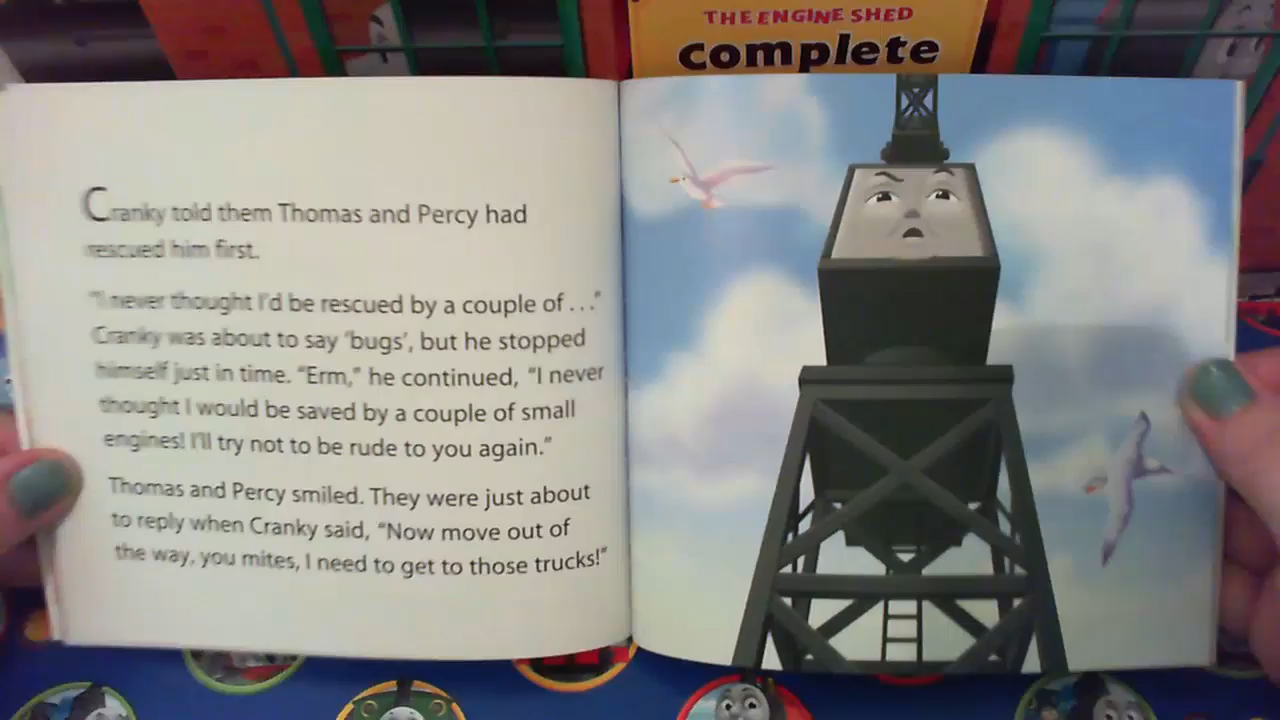 THE ENGINE SHED
complete
Cranky told them Thomas and Percy had
rescued him first.
“I never thought I’d be rescued by a couple of . . .”
Cranky was about to say ‘bugs’, but he stopped
himself just in time. “Erm,” he continued, “I never
thought I would be saved by a couple of small
engines! I’ll try not to be rude to you again.”
Thomas and Percy smiled. They were just about
to reply when Cranky said, “Now move out of
the way, you mites, I need to get to those trucks!”